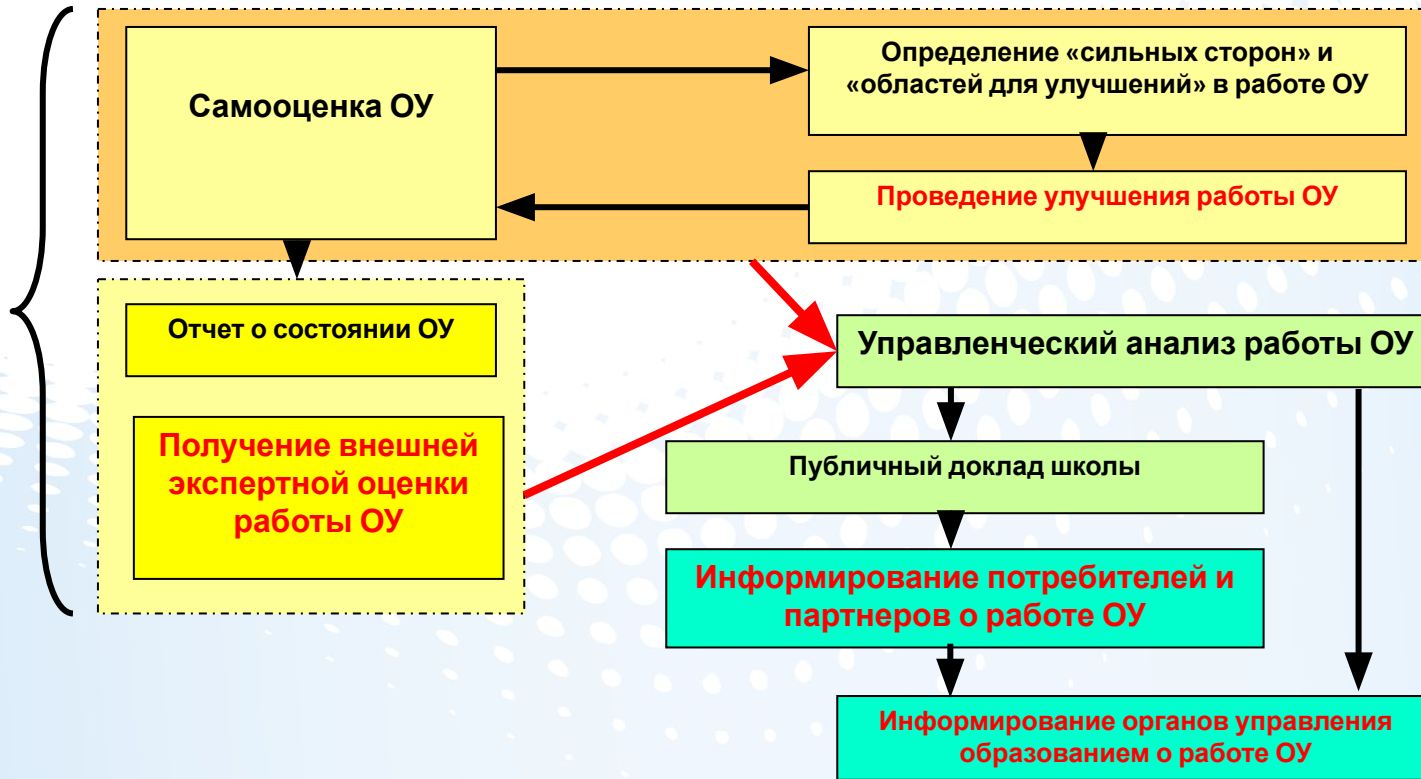 Самооценка ОУ
Определение «сильных сторон» и
«областей для улучшений» в работе ОУ
Проведение улучшения работы ОУ
Отчет о состоянии ОУ
Получение внешней
экспертной оценки
работы ОУ
Управленческий анализ работы ОУ
Публичный доклад школы
Информирование потребителей и
партнеров о работе ОУ
Информирование органов управления
образованием о работе ОУ